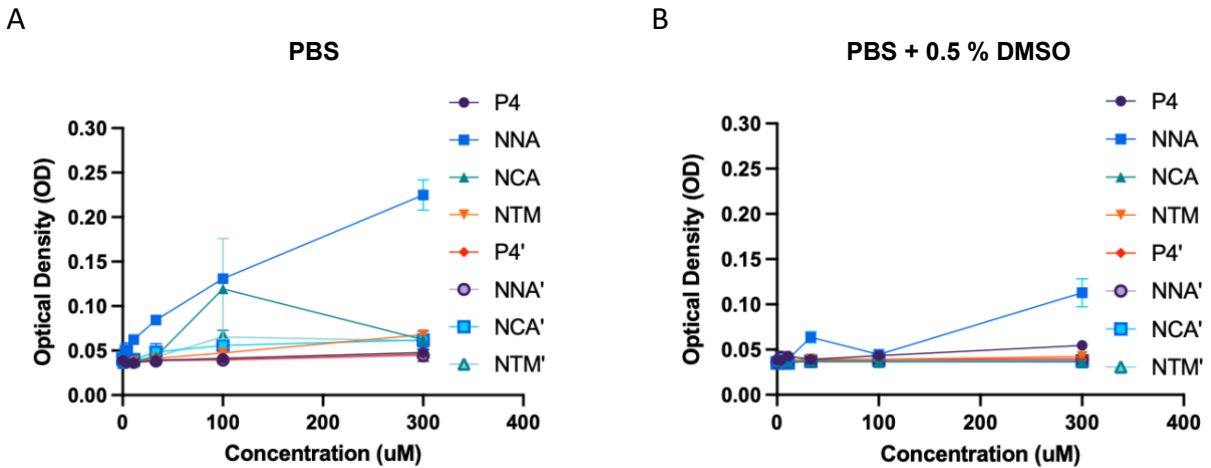 A
PBS
P4
NNA
NCA
NTM
P4'
NNA'
NCA'
NTM'
0.30
0.25
0.20
0.15
0.10
0.05
0.00
Optical Density (OD)
0
100
200
300
400
Concentration (uM)
B
PBS + 0.5 % DMSO
P4
NNA
NCA
NTM
P4'
NNA'
NCA'
NTM'
0.30
0.25
0.20
0.15
0.10
0.05
0.00
Optical Density (OD)
0
100
200
300
400
Concentration (uM)